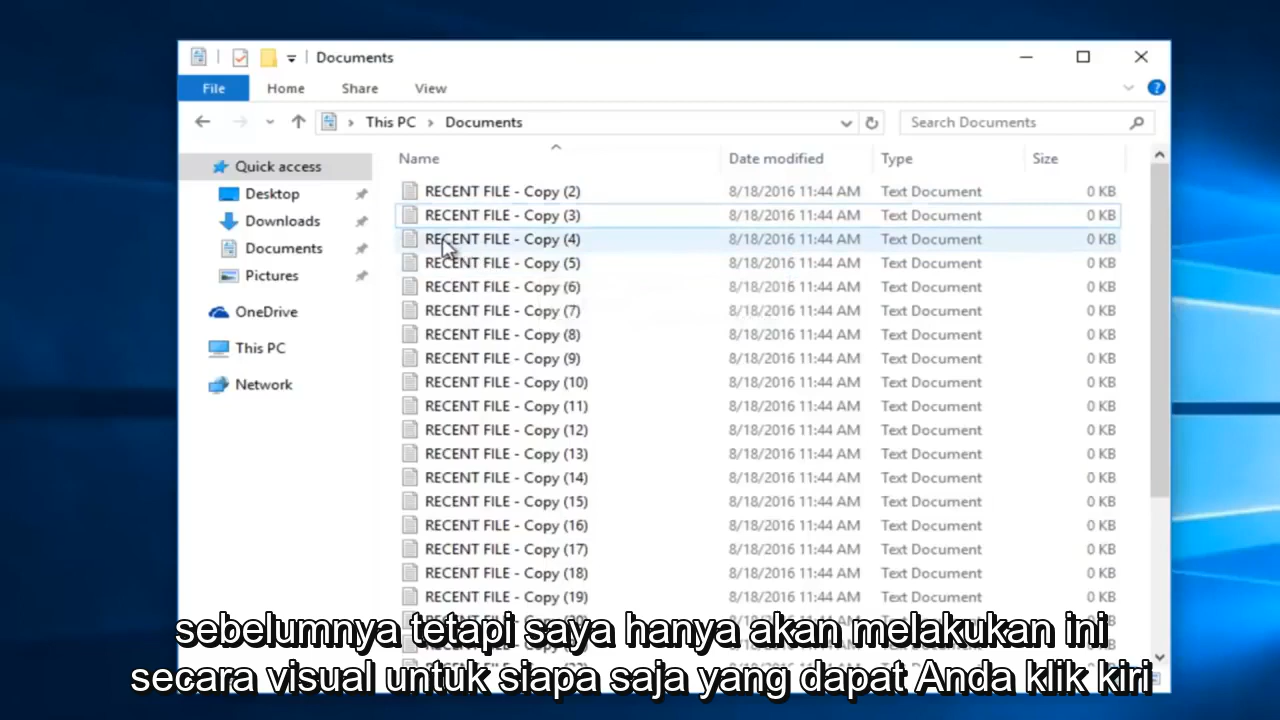 Documents
File Home Share View
This PC Documents Search Documents
Name Date modified Type Size
Quick access
Desktop
Downloads
Documents
Pictures
OneDrive
This PC
Network
RECENT FILE - Copy (2) 8/18/2016 11:44 AM Text Document 0 KB
RECENT FILE - Copy (3) 8/18/2016 11:44 AM Text Document 0 KB
RECENT FILE - Copy (4) 8/18/2016 11:44 AM Text Document 0 KB
RECENT FILE - Copy (5) 8/18/2016 11:44 AM Text Document 0 KB
RECENT FILE - Copy (6) 8/18/2016 11:44 AM Text Document 0 KB
RECENT FILE - Copy (7) 8/18/2016 11:44 AM Text Document 0 KB
RECENT FILE - Copy (8) 8/18/2016 11:44 AM Text Document 0 KB
RECENT FILE - Copy (9) 8/18/2016 11:44 AM Text Document 0 KB
RECENT FILE - Copy (10) 8/18/2016 11:44 AM Text Document 0 KB
RECENT FILE - Copy (11) 8/18/2016 11:44 AM Text Document 0 KB
RECENT FILE - Copy (12) 8/18/2016 11:44 AM Text Document 0 KB
RECENT FILE - Copy (13) 8/18/2016 11:44 AM Text Document 0 KB
RECENT FILE - Copy (14) 8/18/2016 11:44 AM Text Document 0 KB
RECENT FILE - Copy (15) 8/18/2016 11:44 AM Text Document 0 KB
RECENT FILE - Copy (16) 8/18/2016 11:44 AM Text Document 0 KB
RECENT FILE - Copy (17) 8/18/2016 11:44 AM Text Document 0 KB
RECENT FILE - Copy (18) 8/18/2016 11:44 AM Text Document 0 KB
RECENT FILE - Copy (19) 8/18/2016 11:44 AM Text Document 0 KB
sebelumnya tetapi saya hanya akan melakukan ini
secara visual untuk siapa saja yang dapat Anda klik kiri